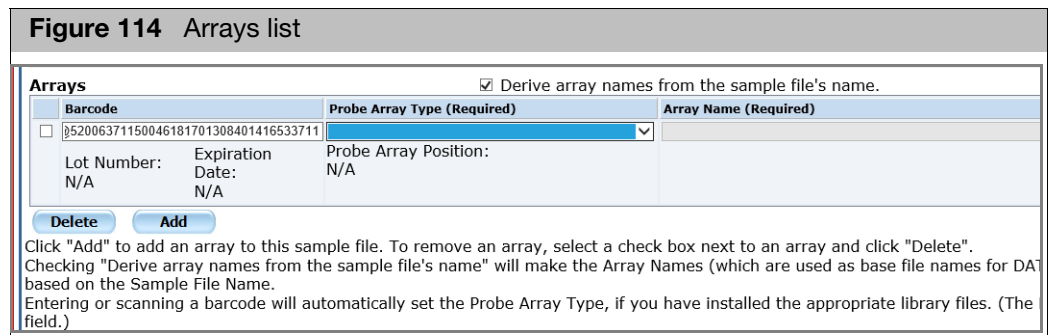 Figure 114 Arrays list
Arrays Derive array names from the sample file's name.
Barcode Probe Array Type (Required) Array Name (Required)
@52006371150046181701308401416533711
Lot Number: Expiration Probe Array Position:
N/A Date: N/A
N/A
Delete Add
Click "Add" to add an array to this sample file. To remove an array, select a check box next to an array and click "Delete".
Checking "Derive array names from the sample file's name" will make the Array Names (which are used as base file names for DAT
based on the Sample File Name.
Entering or scanning a barcode will automatically set the Probe Array Type, if you have installed the appropriate library files. (The
field.)